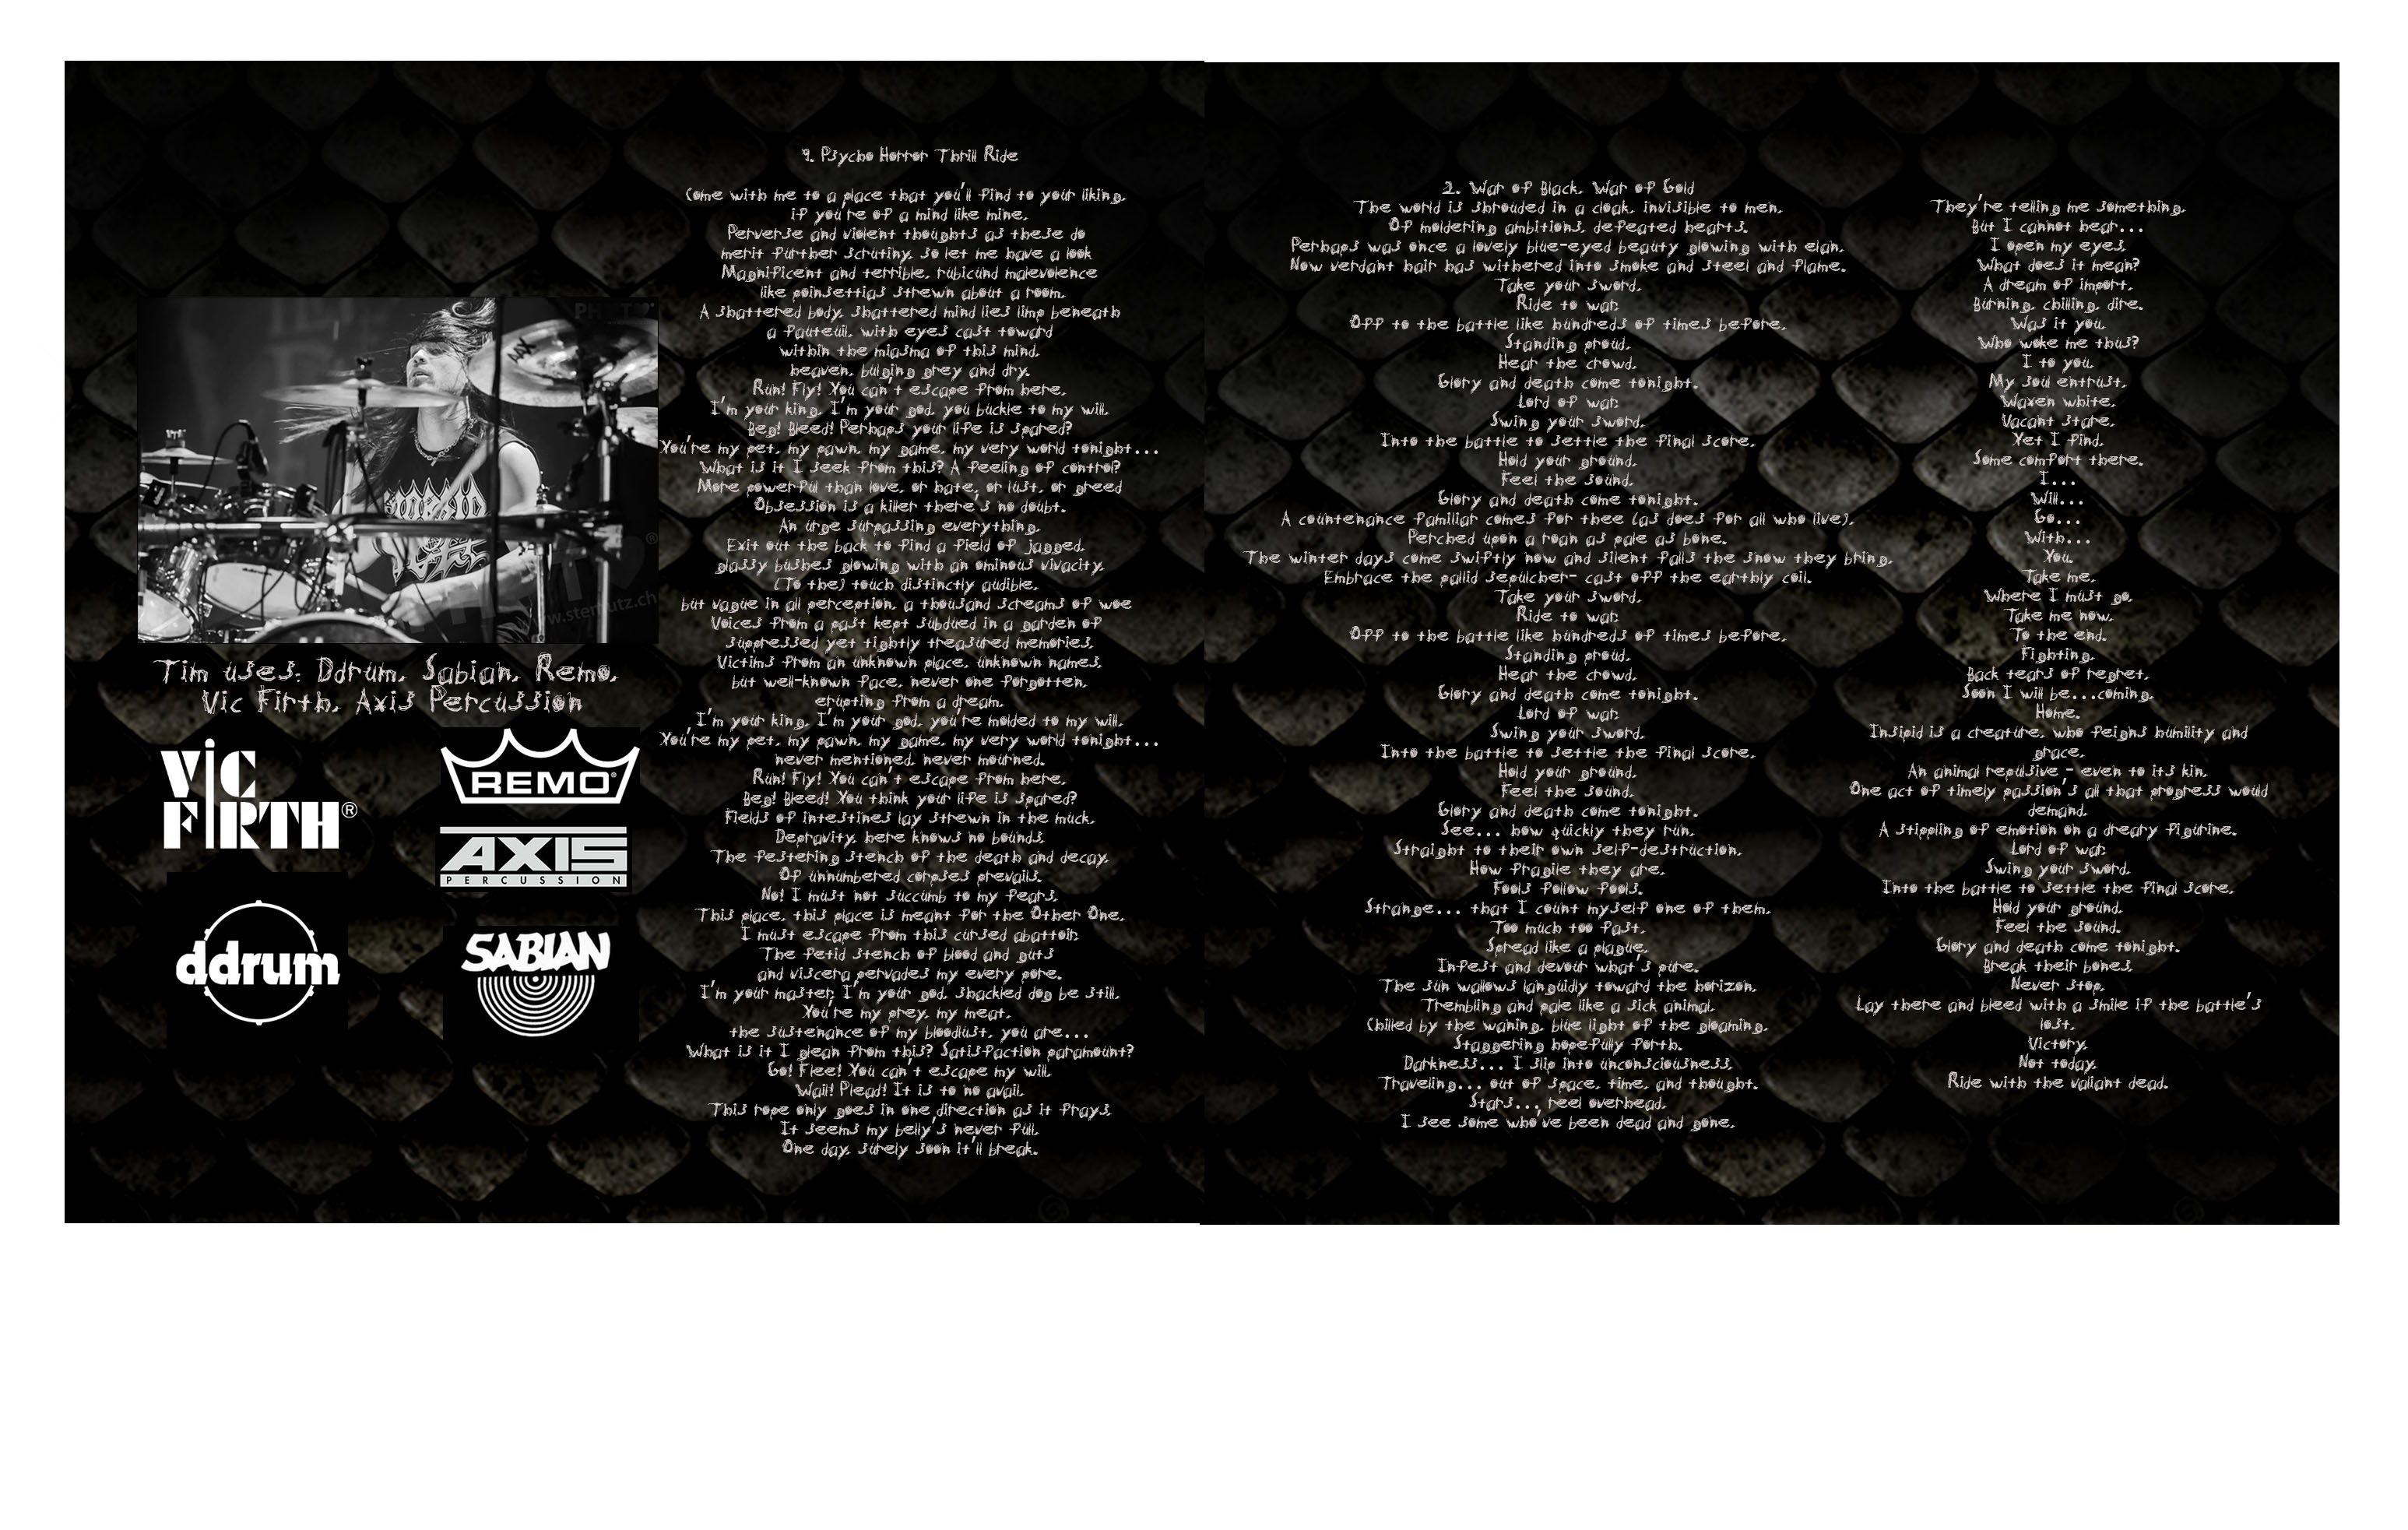 PHOTO
AAX
MORBID
www.stemutz.ch
Tim uses: Ddrum, Sabian, Remo,
Vic Firth, Axis Percussion
VIC
FIRTH®
REMO®
AXIS
PERCUSSION
ddrum
SABIAN
9. Psycho Horror Thrill Ride
Come with me to a place that you'll find to your liking,
if you're of a mind like mine.
Perverse and violent thoughts as these do
merit further scrutiny, so let me have a look
Magnificent and terrible, rubicund malevolence
like poinsettias strewn about a room.
A shattered body, shattered mind lies limp beneath
a fauteuil, with eyes cast toward
within the miasma of this mind,
heaven, bulging grey and dry.
Run! Fly! You can't escape from here.
I'm your king, I'm your god, you buckle to my will.
Beg! Bleed! Perhaps your life is spared?
You're my pet, my pawn, my game, my very world tonight...
What is it I seek from this? A feeling of control?
More powerful than love, or hate, or lust, or greed
Obsession is a killer there's no doubt.
An urge surpassing everything.
Exit out the back to find a field of jagged,
glassy bushes glowing with an ominous vivacity.
(To the) touch distinctly audible,
but vague in all perception, a thousand screams of woe
Voices from a past kept subdued in a garden of
suppressed yet tightly treasured memories.
Victims from an unknown place, unknown names,
but well-known face, never one forgotten,
erupting from a dream.
I'm your king, I'm your god, you're molded to my will.
You're my pet, my pawn, my game, my very world tonight...
never mentioned, never mourned.
Run! Fly! You can't escape from here.
Beg! Bleed! You think your life is spared?
Fields of intestines lay strewn in the muck.
Depravity here knows no bounds.
The festering stench of the death and decay.
Of unnumbered corpses prevails.
No! I must not succumb to my fears.
This place, this place is meant for the Other One.
I must escape from this cursed abattoir.
The fetid stench of blood and guts
and viscera pervades my every pore.
I'm your master, I'm your god, shackled dog be still.
You're my prey, my meat,
the sustenance of my bloodlust, you are...
What is it I glean from this? Satisfaction paramount?
Go! Flee! You can't escape my will.
Wail! Plead! It is to no avail.
This rope only goes in one direction as it frays.
It seems my belly's never full.
One day, surely soon it'll break.
2. War of Black, War of Gold
The world is shrouded in a cloak, invisible to men.
Of moldering ambitions, defeated hearts.
Perhaps was once a lovely blue-eyed beauty glowing with elan.
Now verdant hair has withered into smoke and steel and flame.
Take your sword.
Ride to war.
Off to the battle like hundreds of times before.
Standing proud.
Hear the crowd.
Glory and death come tonight.
Lord of war.
Swing your sword.
Into the battle to settle the final score.
Hold your ground.
Feel the sound.
Glory and death come tonight.
A countenance familiar comes for thee (as does for all who live).
Perched upon a roan as pale as bone.
The winter days come swiftly now and silent falls the snow they bring.
Embrace the pallid sepulcher- cast off the earthly coil.
Take your sword.
Ride to war.
Off to the battle like hundreds of times before.
Standing proud.
Hear the crowd.
Glory and death come tonight.
Lord of war.
Swing your sword.
Into the battle to settle the final score.
Hold your ground.
Feel the sound.
Glory and death come tonight.
See... how quickly they run.
Straight to their own self-destruction.
How fragile they are.
Fools follow fools.
Strange... that I count myself one of them.
Too much too fast.
Spread like a plague.
Infest and devour what's pure.
The sun wallows languidly toward the horizon.
Trembling and pale like a sick animal.
Chilled by the waning, blue light of the gloaming.
Staggering hopefully forth.
Darkness... I slip into unconsciousness.
Traveling... out of space, time, and thought.
Stars... reel overhead.
I see some who've been dead and gone.
They're telling me something.
But I cannot hear...
I open my eyes.
What does it mean?
A dream of import.
Burning, chilling, dire.
Was it you.
Who woke me thus?
I to you.
My soul entrust.
Waxen white.
Vacant stare.
Yet I find.
Some comfort there.
I...
Will...
Go...
With...
You.
Take me.
Where I must go.
Take me now.
To the end.
Fighting.
Back tears of regret.
Soon I will be...coming.
Home.
Insipid is a creature, who feigns humility and
grace.
An animal repulsive - even to its kin.
One act of timely passion's all that progress would
demand.
A stippling of emotion on a dreary figurine.
Lord of war.
Swing your sword.
Into the battle to settle the final score.
Hold your ground.
Feel the sound.
Glory and death come tonight.
Break their bones.
Never stop.
Lay there and bleed with a smile if the battle's
lost.
Victory.
Not today.
Ride with the valiant dead.